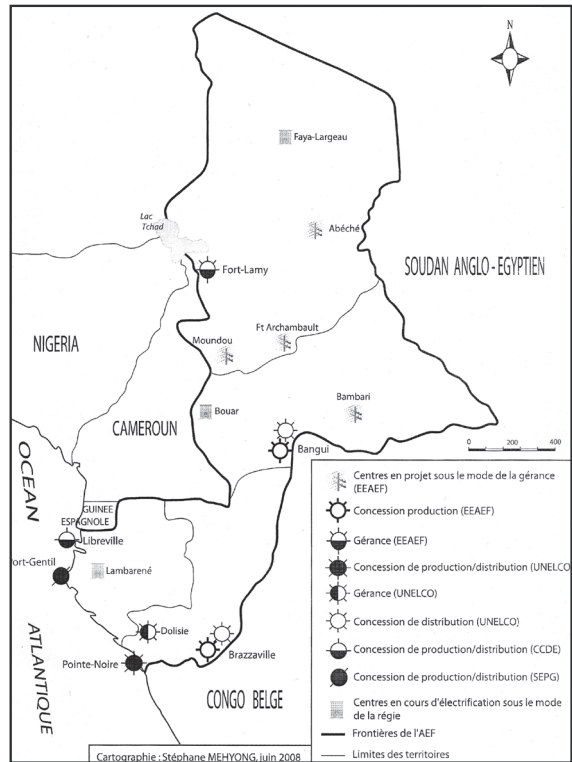 N
Faya-Largeau
Lac
Tchad
Abéché
SOUDAN ANGLO-EGYPTIEN
Fort-Lamy
Ft Archambault
NIGERIA
Moundou
Bambari
Bouar
CAMEROUN
Bangui
0 200 400
OCEAN
ATLANTIQUE
GUINEE
ESPAGNOLE
Libreville
Port-Gentil
Lambarené
Dolisie
Brazzaville
Pointe-Noire
CONGO BELGE
Centres en projet sous le mode de la gérance
(EEAEF)
Concession production (EEAEF)
Gérance (EEAEF)
Concession de production/distribution (UNELCO
Gérance (UNELCO)
Concession de distribution (UNELCO)
Concession de production/distribution (CCDE)
Concession de production/distribution (SEPG)
Centres en cours d'électrification sous le mode
de la régie
Frontières de l'AEF
Limites des territoires
Cartographie : Stéphane MEHYONG, juin 2008